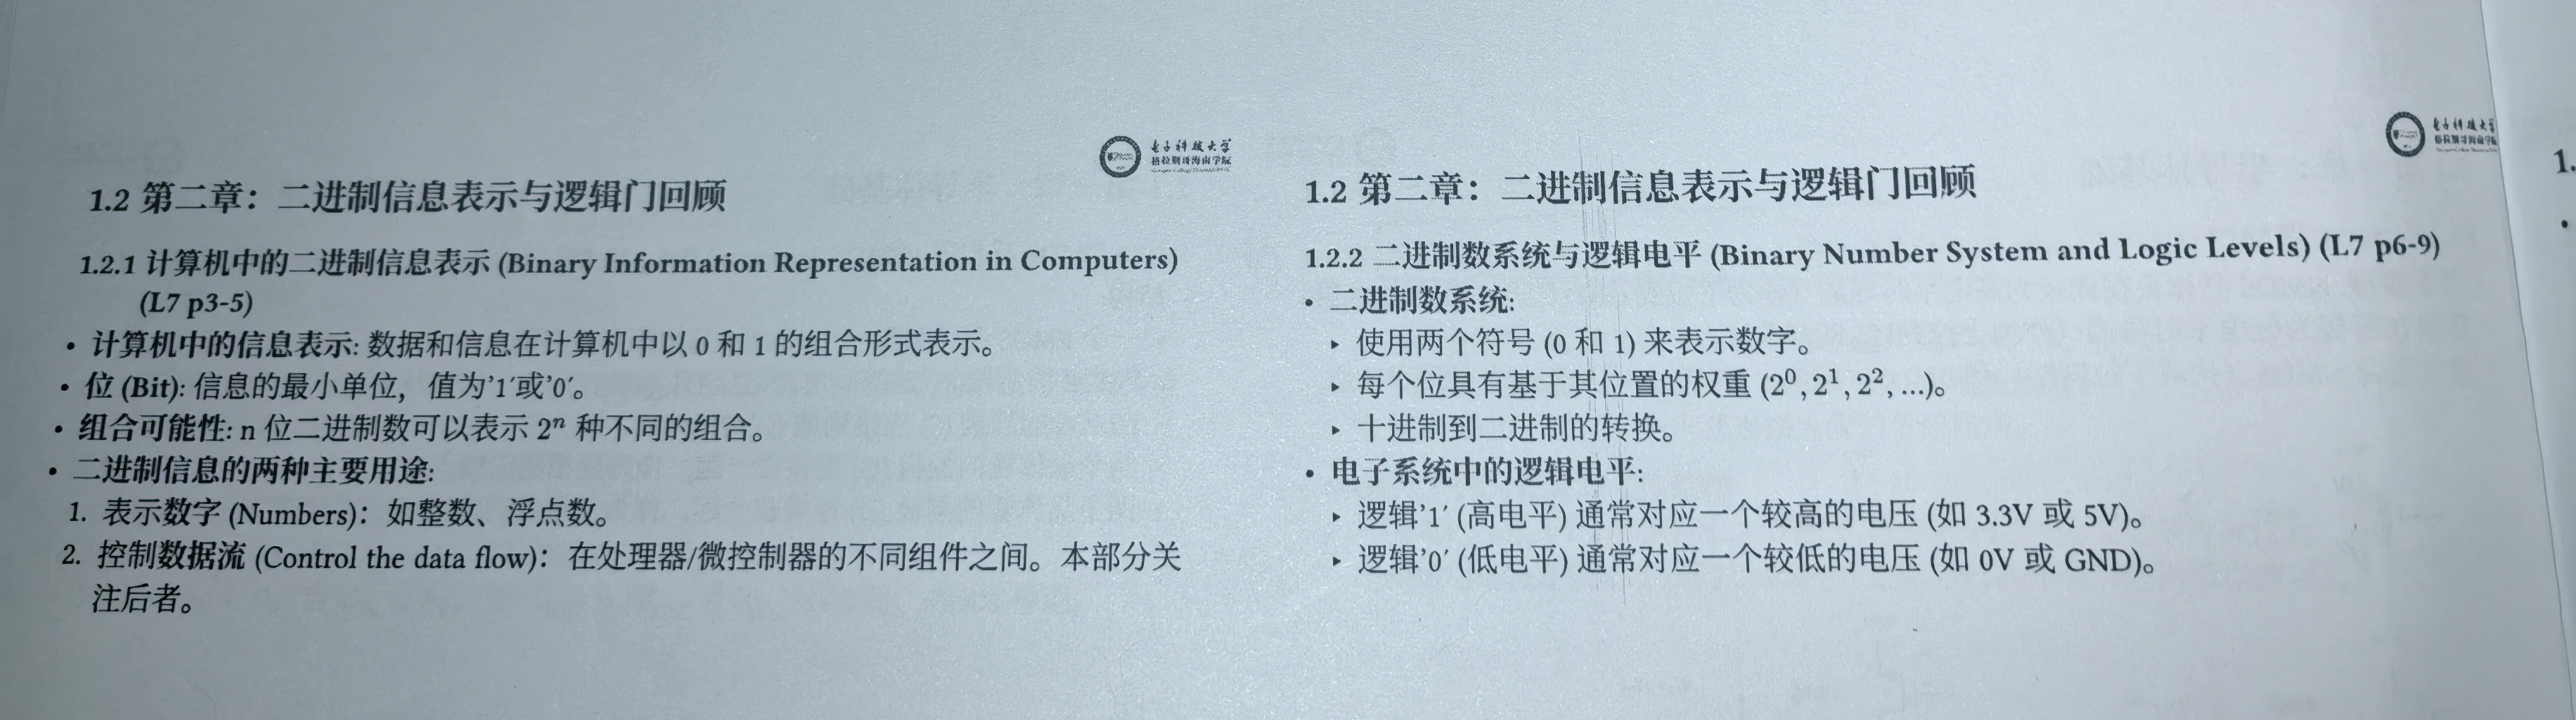 电子科技大学
格拉斯哥海南学院
1.2 第二章：二进制信息表示与逻辑门回顾
1.2.1 计算机中的二进制信息表示 (Binary Information Representation in Computers)
(L7 p3-5)
• 计算机中的信息表示: 数据和信息在计算机中以 0 和 1 的组合形式表示。
• 位 (Bit): 信息的最小单位，值为'1'或'0'。
• 组合可能性: n 位二进制数可以表示 2ⁿ 种不同的组合。
• 二进制信息的两种主要用途:
1. 表示数字 (Numbers)：如整数、浮点数。
2. 控制数据流 (Control the data flow)：在处理器/微控制器的不同组件之间。本部分关
注后者。
电子科技大学
格拉斯哥海南学院
1.2 第二章：二进制信息表示与逻辑门回顾
1.2.2 二进制数系统与逻辑电平 (Binary Number System and Logic Levels) (L7 p6-9)
• 二进制数系统:
‣ 使用两个符号 (0 和 1) 来表示数字。
‣ 每个位具有基于其位置的权重 (2⁰, 2¹, 2², ...)。
‣ 十进制到二进制的转换。
• 电子系统中的逻辑电平:
‣ 逻辑'1' (高电平) 通常对应一个较高的电压 (如 3.3V 或 5V)。
‣ 逻辑'0' (低电平) 通常对应一个较低的电压 (如 0V 或 GND)。
1.
•